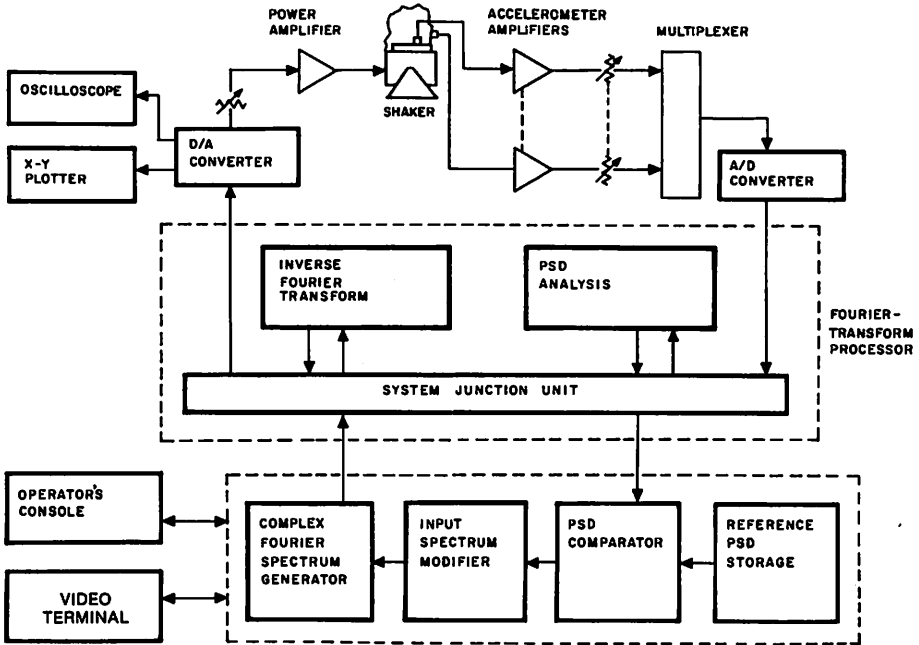 POWER
AMPLIFIER
ACCELEROMETER
AMPLIFIERS
MULTIPLEXER
OSCILLOSCOPE
SHAKER
D/A
CONVERTER
X-Y
PLOTTER
A/D
CONVERTER
INVERSE
FOURIER
TRANSFORM
PSD
ANALYSIS
FOURIER-
TRANSFORM
PROCESSOR
SYSTEM JUNCTION UNIT
OPERATOR'S
CONSOLE
COMPLEX
FOURIER
SPECTRUM
GENERATOR
INPUT
SPECTRUM
MODIFIER
PSD
COMPARATOR
REFERENCE
PSD
STORAGE
VIDEO
TERMINAL